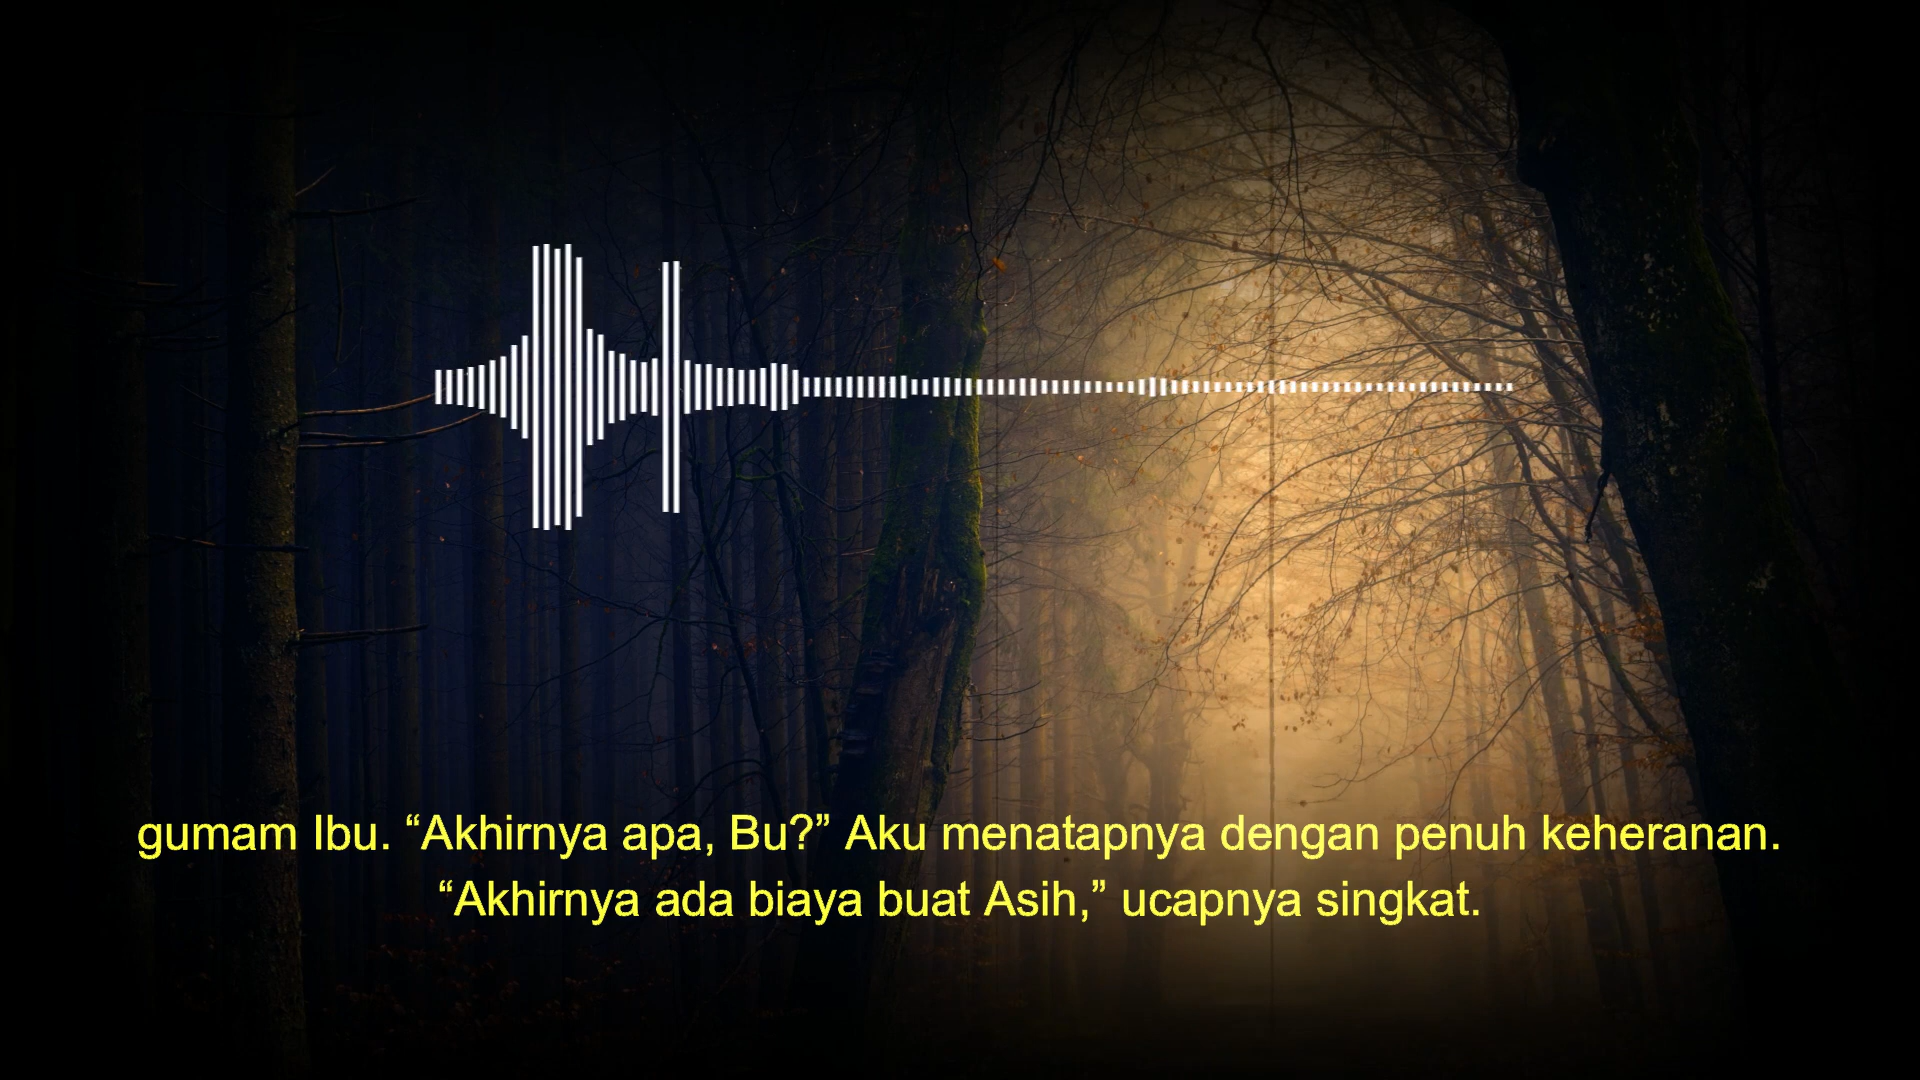 gumam Ibu. “Akhirnya apa, Bu?” Aku menatapnya dengan penuh keheranan.
“Akhirnya ada biaya buat Asih,” ucapnya singkat.